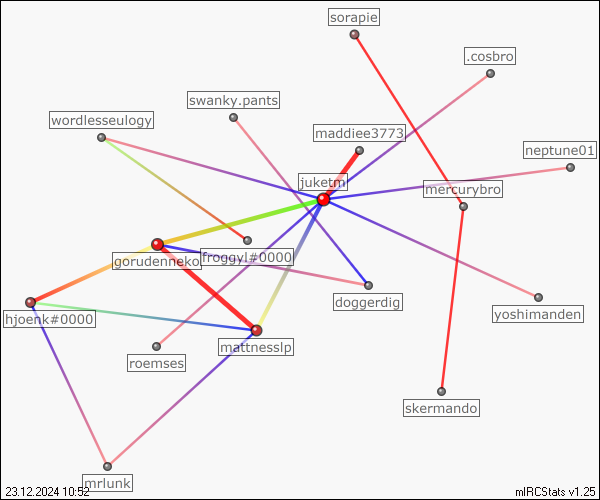 sorapie
.cosbro
swanky.pants
wordlesseulogy
maddiee3773
neptune01
juketm
mercurybro
gorudenneko
froggyl#0000
doggerdig
yoshimanden
hjoenk#0000
mattnesslp
roemses
skermando
mrlunk
23.12.2024 10:52
mIRCStats v1.25